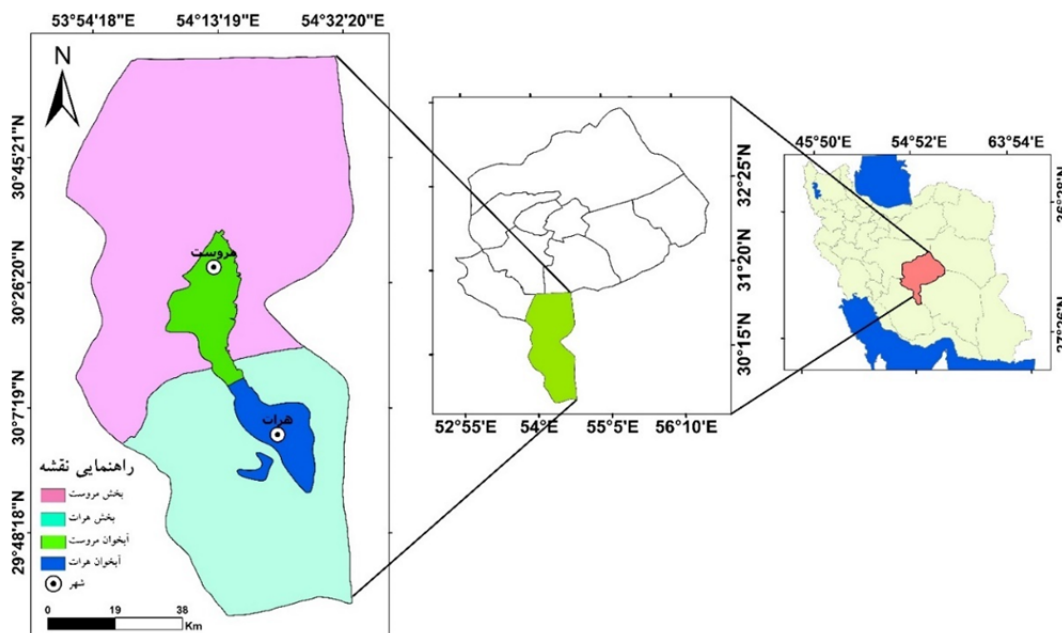 53°54'18"E 54°13'19"E 54°32'20"E
N
30°45'21"N
30°26'20"N
30°7'19"N
29°48'18"N
مروست
هرات
راهنمایی نقشه
بخش مروست
بخش هرات
آبخوان مروست
آبخوان هرات
شهر
0 19 38
Km
32°25'N
31°20'N
30°15'N
52°55'E 54°E 55°5'E 56°10'E
45°50'E 54°52'E 63°54'E